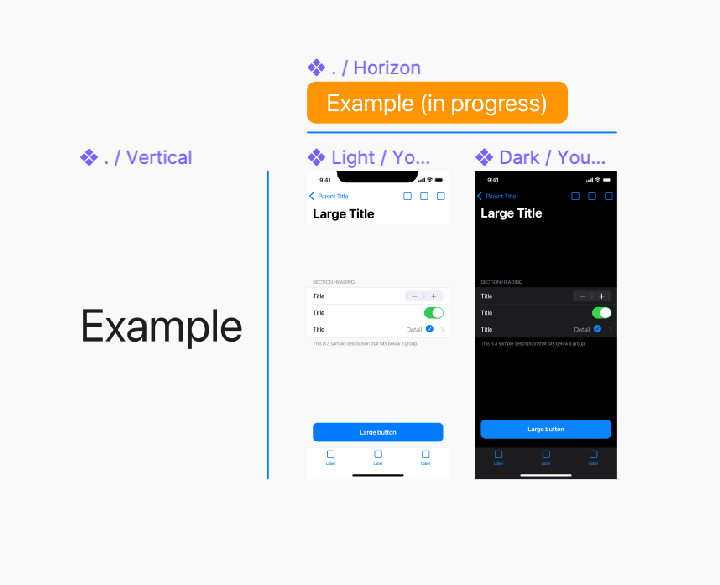 . / Horizon
Example (in progress)
. / Vertical
Light / Yo...
Dark / You...
Example
9:41
Parent Title
Large Title
SECTION HEADING
Title
Title
Title Detail
This is a sample description that sits below a group.
Large button
Label Label Label
9:41
Parent Title
Large Title
SECTION HEADING
Title
Title
Title Detail
This is a sample description that sits below a group.
Large button
Label Label Label